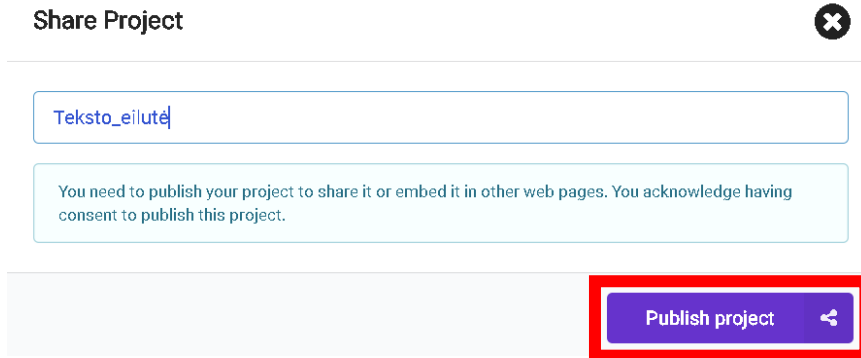 Share Project
Teksto_eilutė
You need to publish your project to share it or embed it in other web pages. You acknowledge having
consent to publish this project.
Publish project